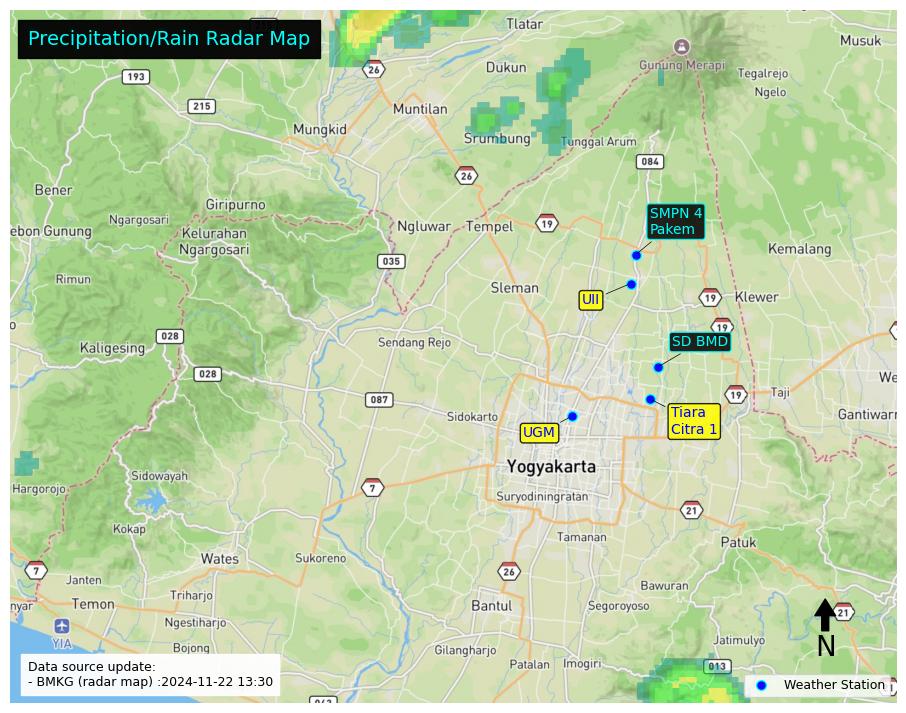 Precipitation/Rain Radar Map
Tlatar
Musuk
26
193
Dukun
Gunung Merapi
Tegalrejo
Ngelo
215
Muntilan
Mungkid
Srumbung
Tunggal Arum
084
26
Bener
Giripurno
SMPN 4
Pakem
Ngargosari
ebon Gunung
Kelurahan
Ngargosari
Ngluwar
Tempel
19
Kemalang
035
Rimun
Sleman
UII
19
Klewer
19
028
Kaligesing
Sendang Rejo
SD BMD
028
087
19
Taji
We
Sidokarto
Tiara
Citra 1
Gantiwarn
UGM
Yogyakarta
Hargorojo
Sidowayah
7
Suryodiningratan
21
Kokap
Tamanan
Patuk
Wates
Sukoreno
7
26
Janten
Bawuran
Triharjo
nyar
Temon
Bantul
Segoroyoso
21
Ngestiharjo
YIA
N
Jatimulyo
Bojong
Gilangharjo
Patalan
Imogiri
013
Data source update:
- BMKG (radar map) :2024-11-22 13:30
Weather Station